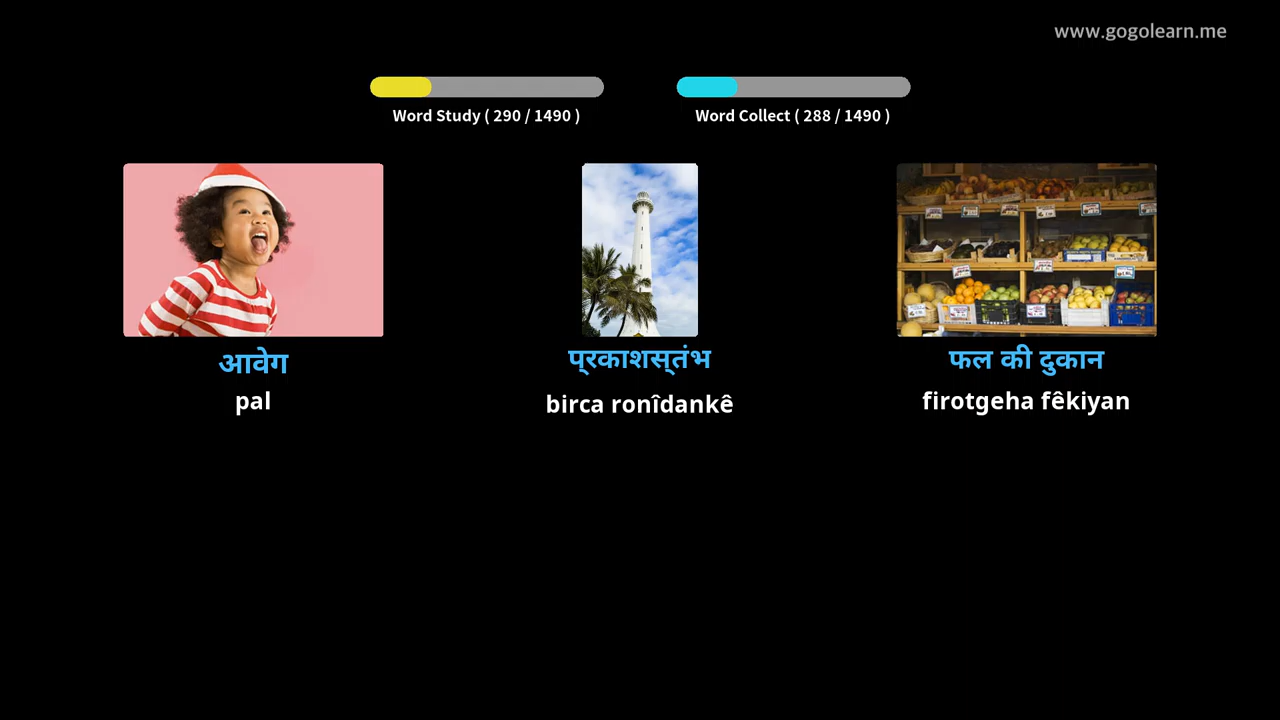 www.gogolearn.me
Word Study ( 290 / 1490 )
Word Collect ( 288 / 1490 )
आवेग
प्रकाशस्तंभ
फल की दुकान
pal
birca ronîdankê
firotgeha fêkiyan